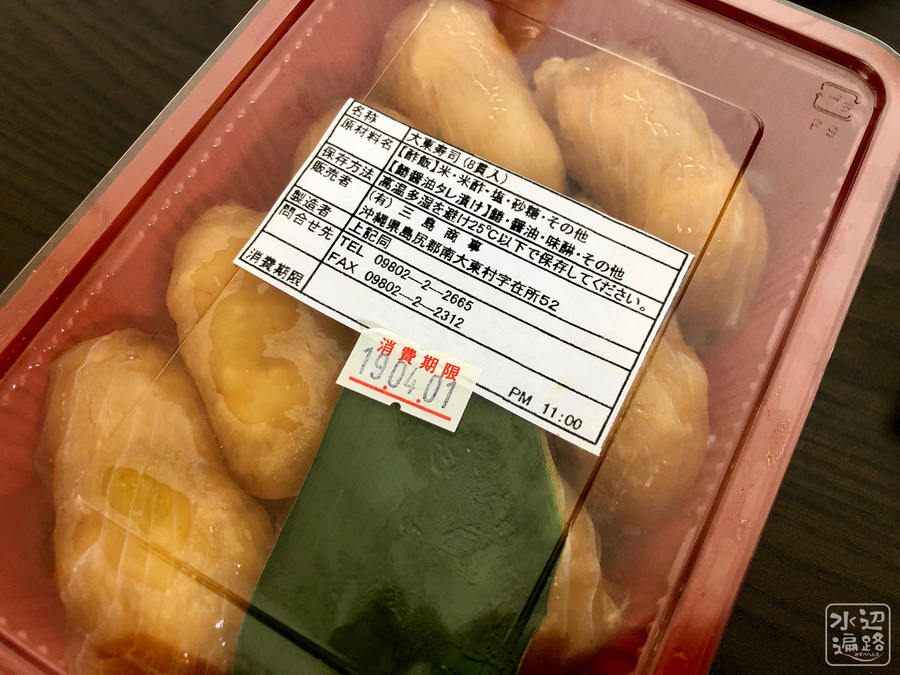 名称 大東寿司(8貫入)
原材料名 【酢飯】米・米酢・塩・砂糖・その他
【鰆醤油タレ漬け】鰆・醤油・味醂・その他
保存方法 高温多湿を避け25℃以下で保存してください。
販売者 (有) 三島商事
沖縄県島尻郡南大東村字在所52
製造者 上記同
問合せ先 TEL 09802-2-2665
FAX 09802-2-2312
消費期限 PM 11:00
消費期限
19.04.01
PS
水辺
遍路